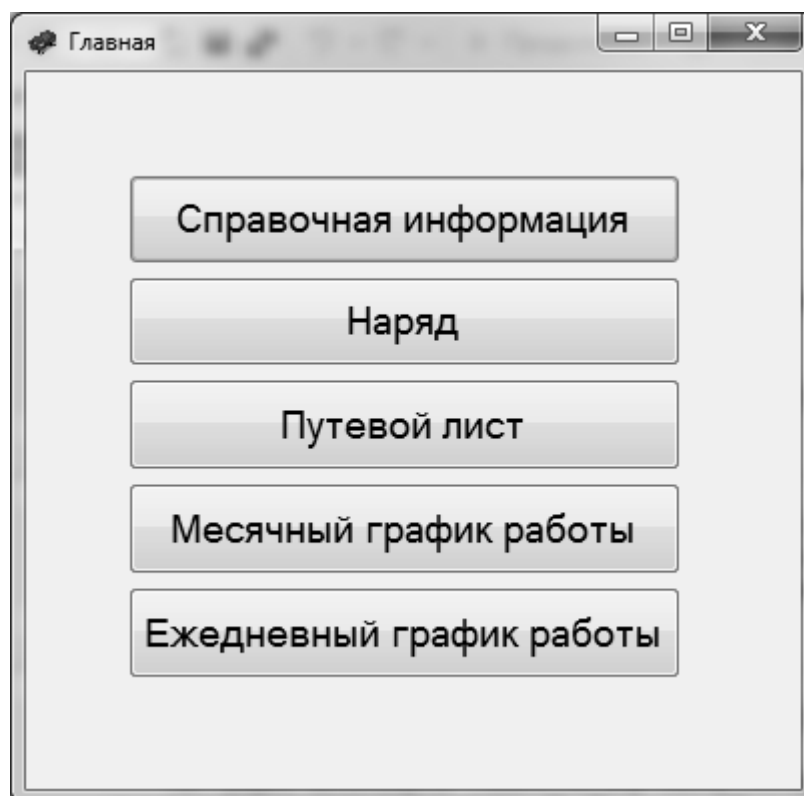 Главная
Справочная информация
Наряд
Путевой лист
Месячный график работы
Ежедневный график работы